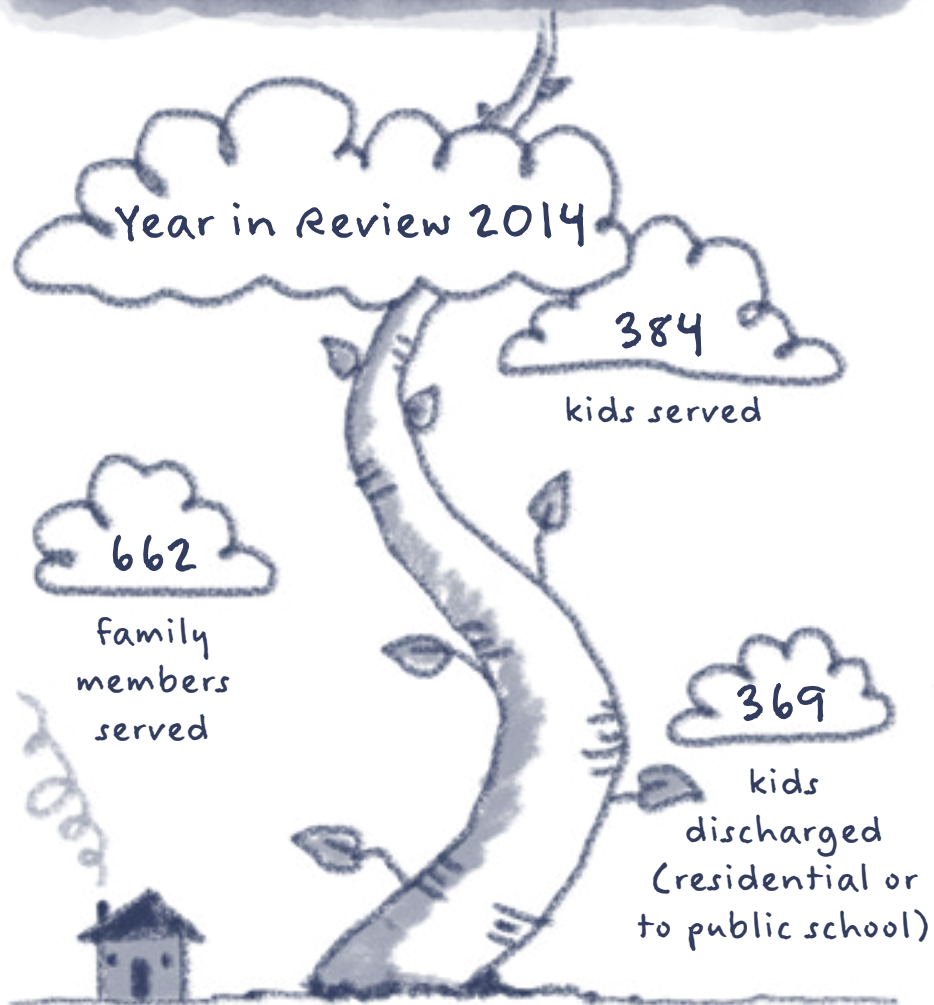 Year in Review 2014
384
kids served
662
family
members
served
369
kids
discharged
(residential or
to public school)